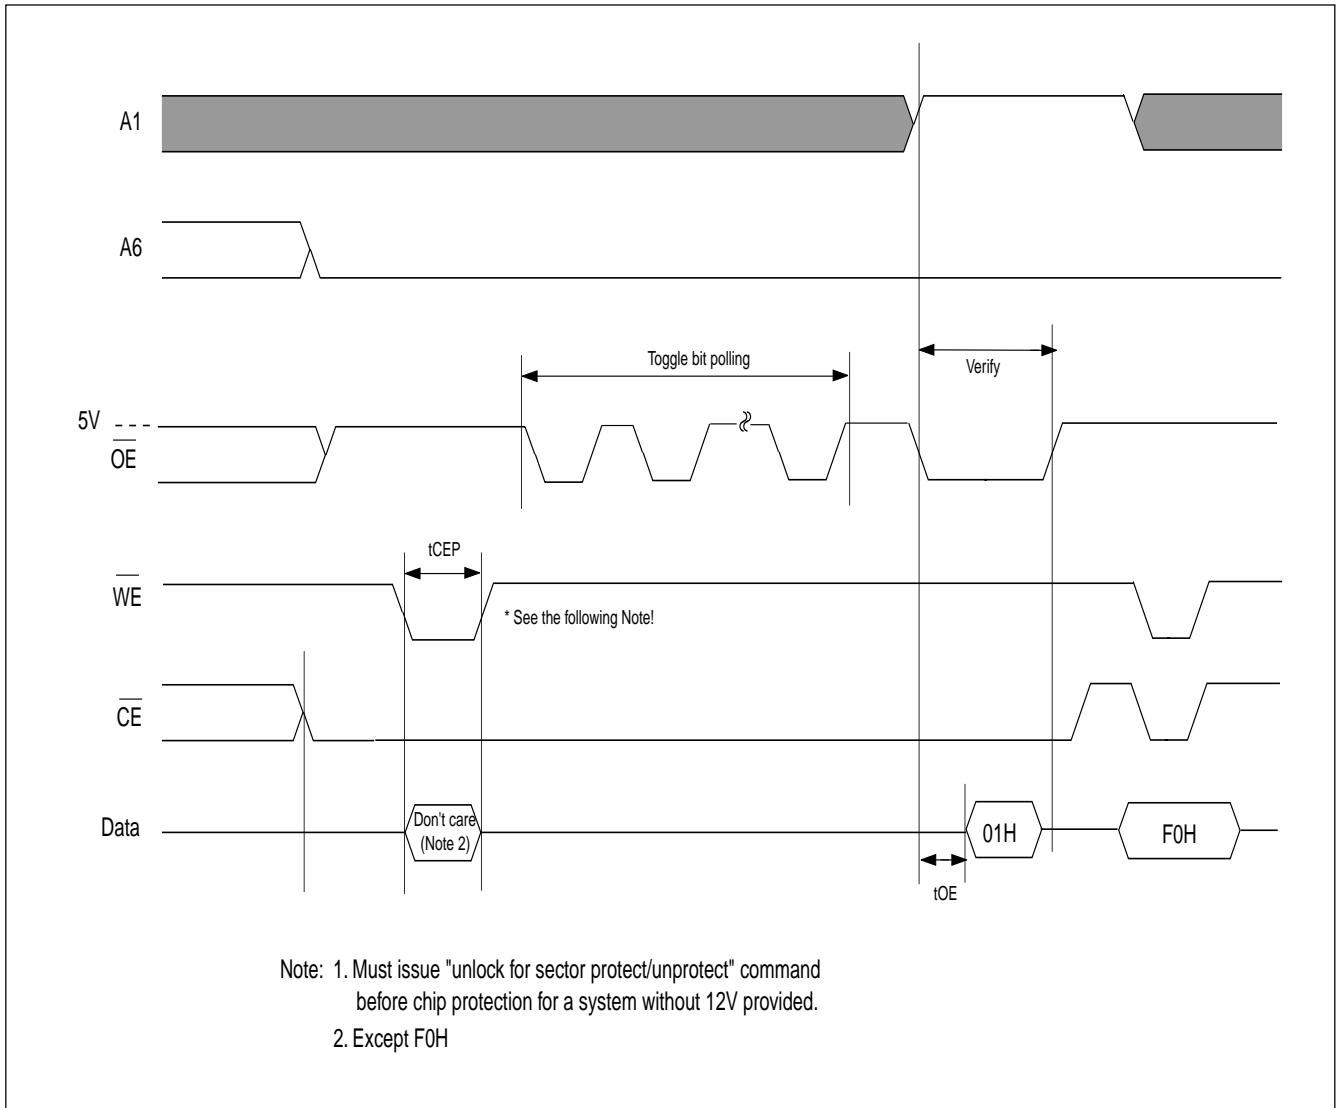 A1
A6
Toggle bit polling
Verify
5V
OE
tCEP
WE
* See the following Note!
CE
Data
Don't care
(Note 2)
01H
F0H
tOE
Note: 1. Must issue "unlock for sector protect/unprotect" command
before chip protection for a system without 12V provided.
2. Except F0H